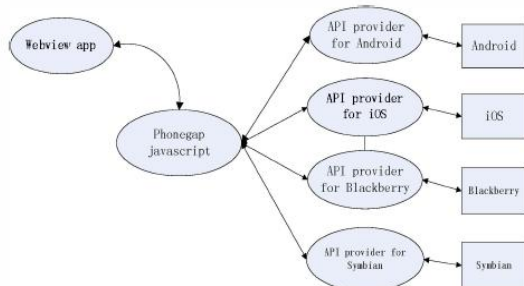 Webview app
Phonegap
javascript
API provider
for Android
Android
API provider
for iOS
iOS
API provider
for Blackberry
Blackberry
API provider for
Symbian
Symbian